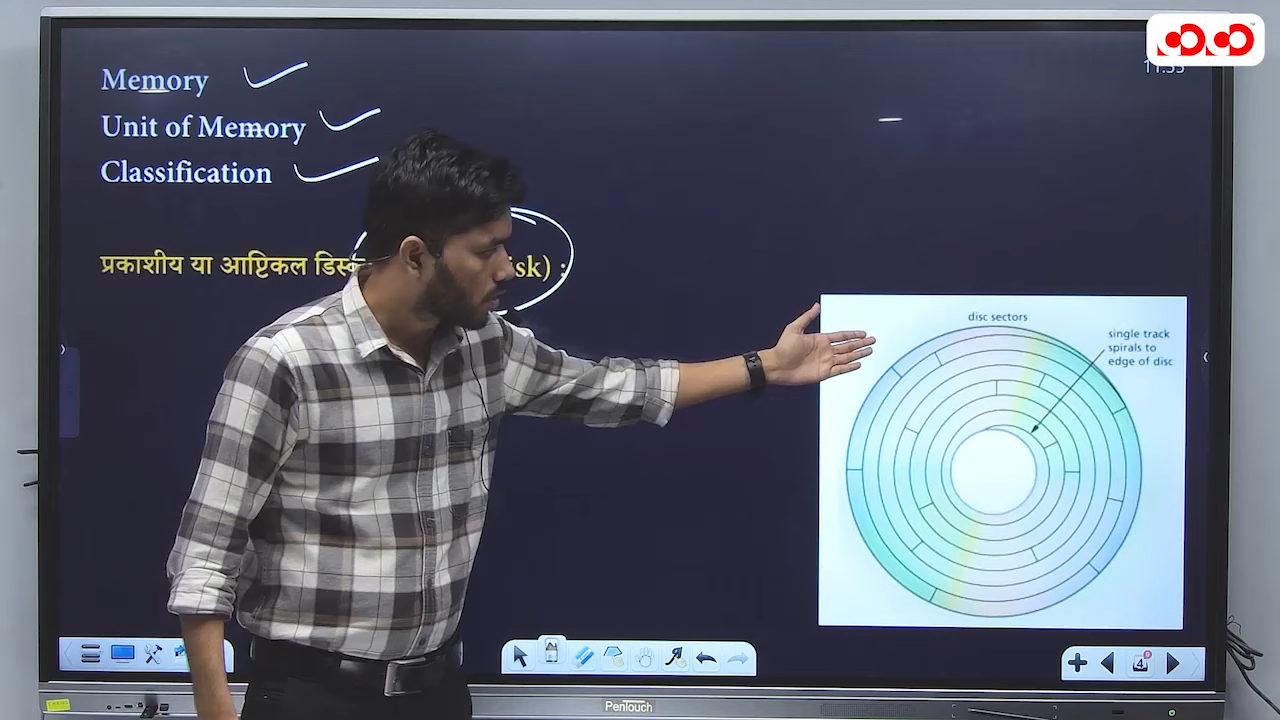 Memory
Unit of Memory
Classification
प्रकाशीय या आप्टिकल
isk) :
disc sectors
single track
spirals to
edge of disc
4
PenTouch